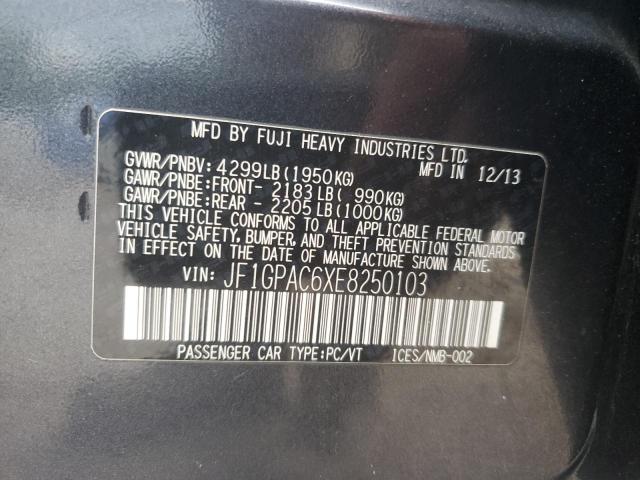 MFD BY FUJI HEAVY INDUSTRIES LTD.
GVWR/PNBV: 4299LB(1950KG) MFD IN 12/13
GAWR/PNBE:FRONT- 2183LB( 990KG)
GAWR/PNBE:REAR - 2205LB(1000KG)
THIS VEHICLE CONFORMS TO ALL APPLICABLE FEDERAL MOTOR
VEHICLE SAFETY, BUMPER, AND THEFT PREVENTION STANDARDS
IN EFFECT ON THE DATE OF MANUFACTURE SHOWN ABOVE.
VIN: JF1GPAC6XE8250103
PASSENGER CAR TYPE:PC/VT ICES/NMB-002